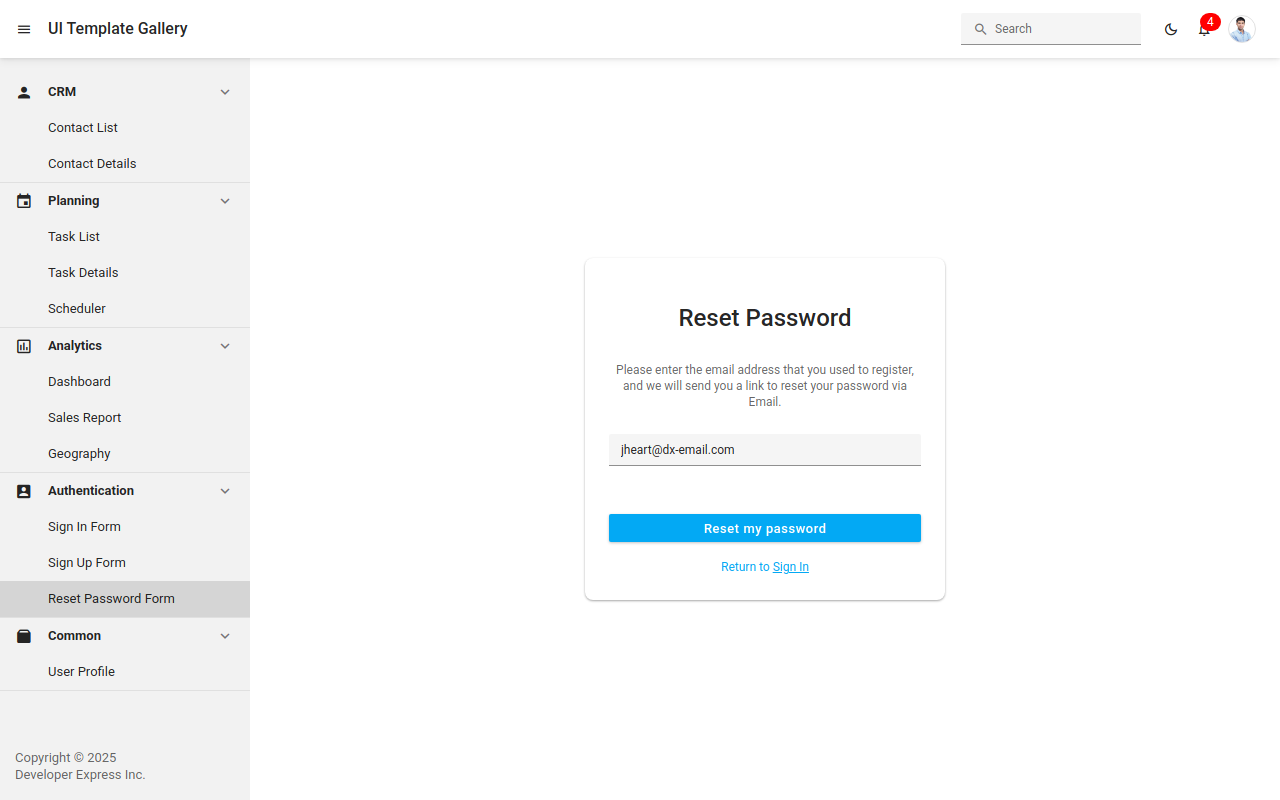 UI Template Gallery
Search
4
CRM
Contact List
Contact Details
Planning
Task List
Task Details
Scheduler
Analytics
Dashboard
Sales Report
Geography
Authentication
Sign In Form
Sign Up Form
Reset Password Form
Common
User Profile
Copyright © 2025
Developer Express Inc.
Reset Password
Please enter the email address that you used to register,
and we will send you a link to reset your password via
Email.
jheart@dx-email.com
Reset my password
Return to Sign In